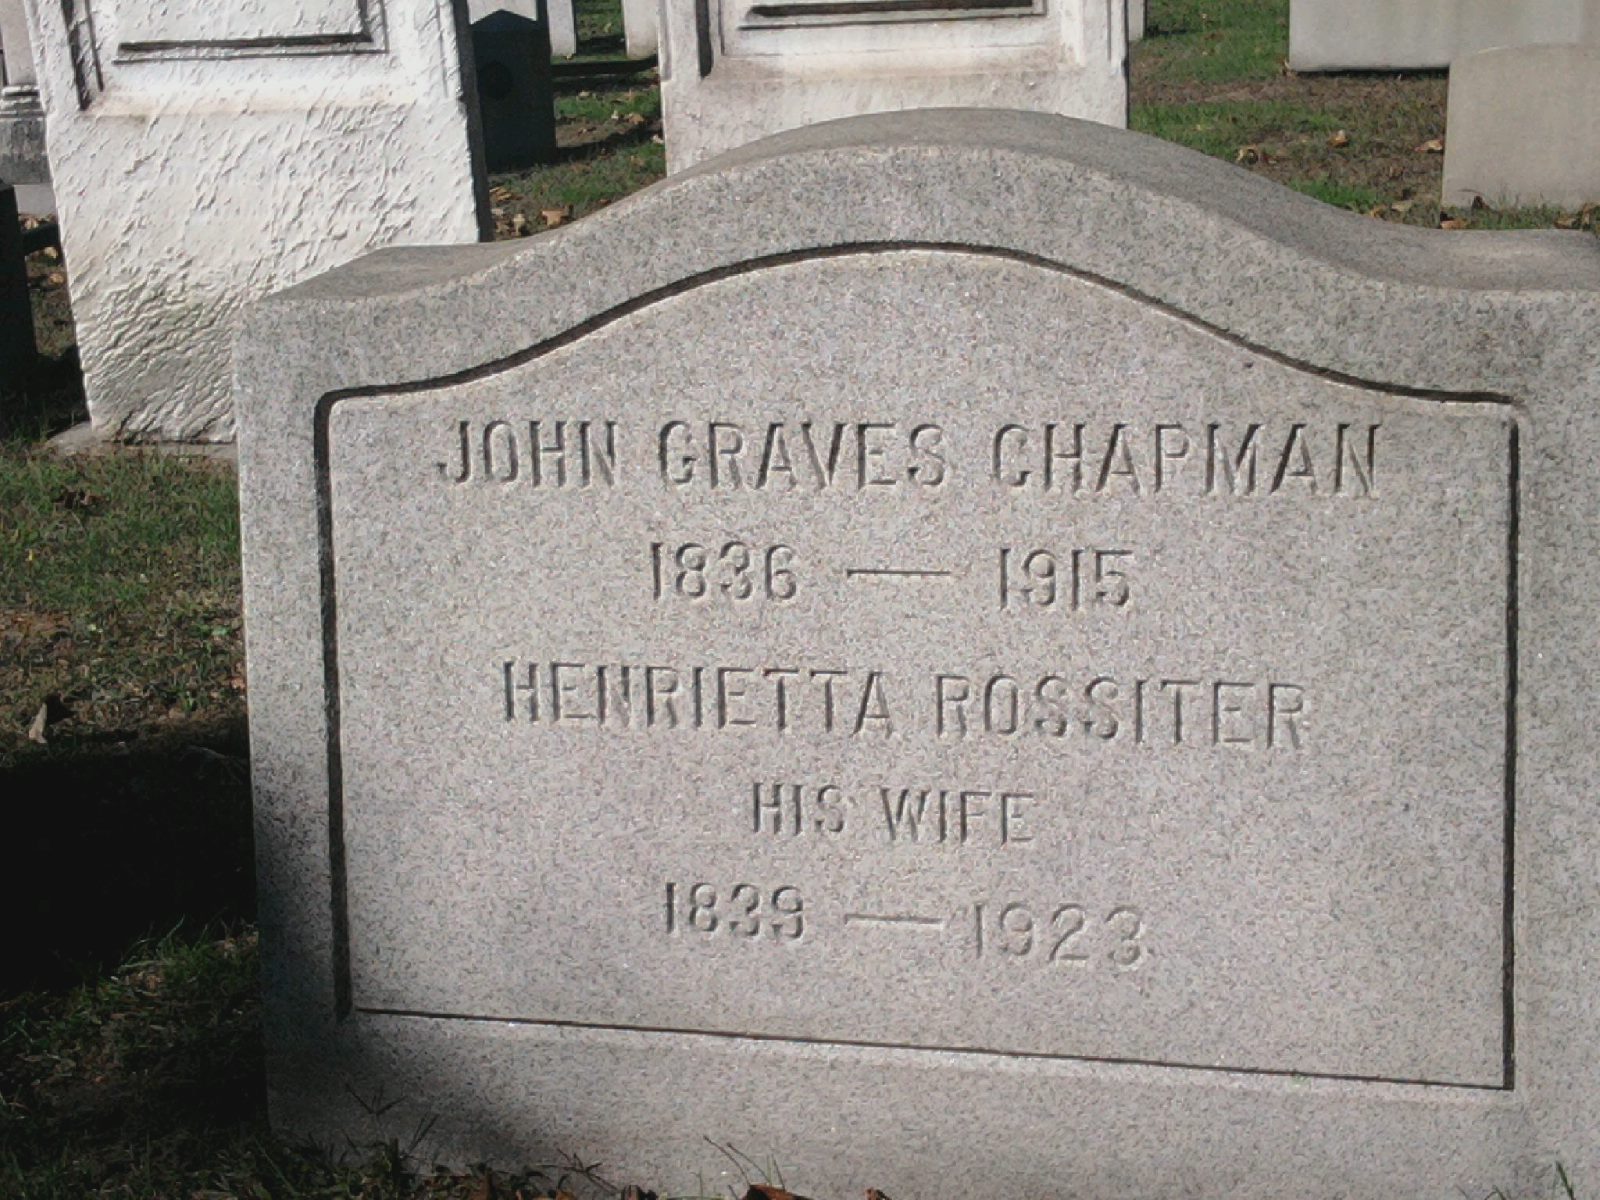 JOHN GRAVES CHAPMAN
1836 — 1915
HENRIETTA ROSSITER
HIS WIFE
1839 — 1923